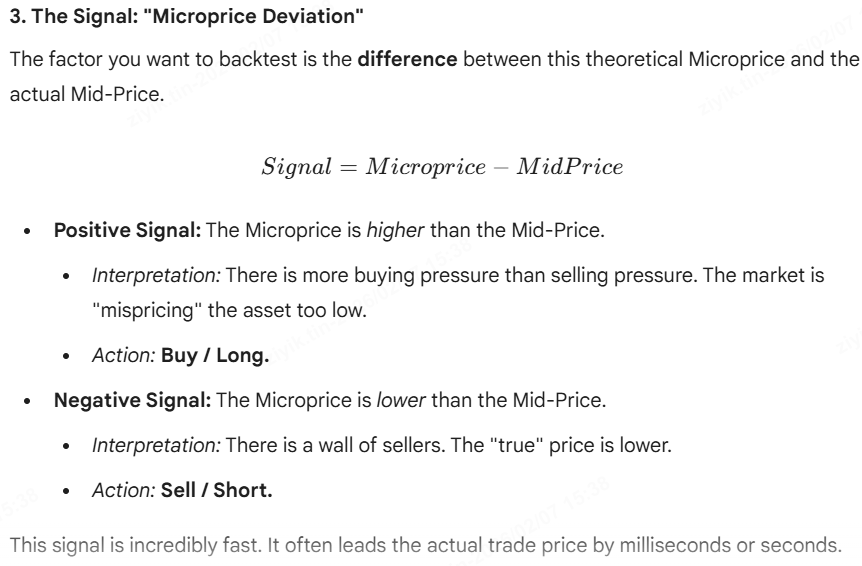 3. The Signal: "Microprice Deviation"
The factor you want to backtest is the difference between this theoretical Microprice and the
actual Mid-Price.
Signal = Microprice − MidPrice
• Positive Signal: The Microprice is higher than the Mid-Price.
• Interpretation: There is more buying pressure than selling pressure. The market is
"mispricing" the asset too low.
• Action: Buy / Long.
• Negative Signal: The Microprice is lower than the Mid-Price.
• Interpretation: There is a wall of sellers. The "true" price is lower.
• Action: Sell / Short.
This signal is incredibly fast. It often leads the actual trade price by milliseconds or seconds.